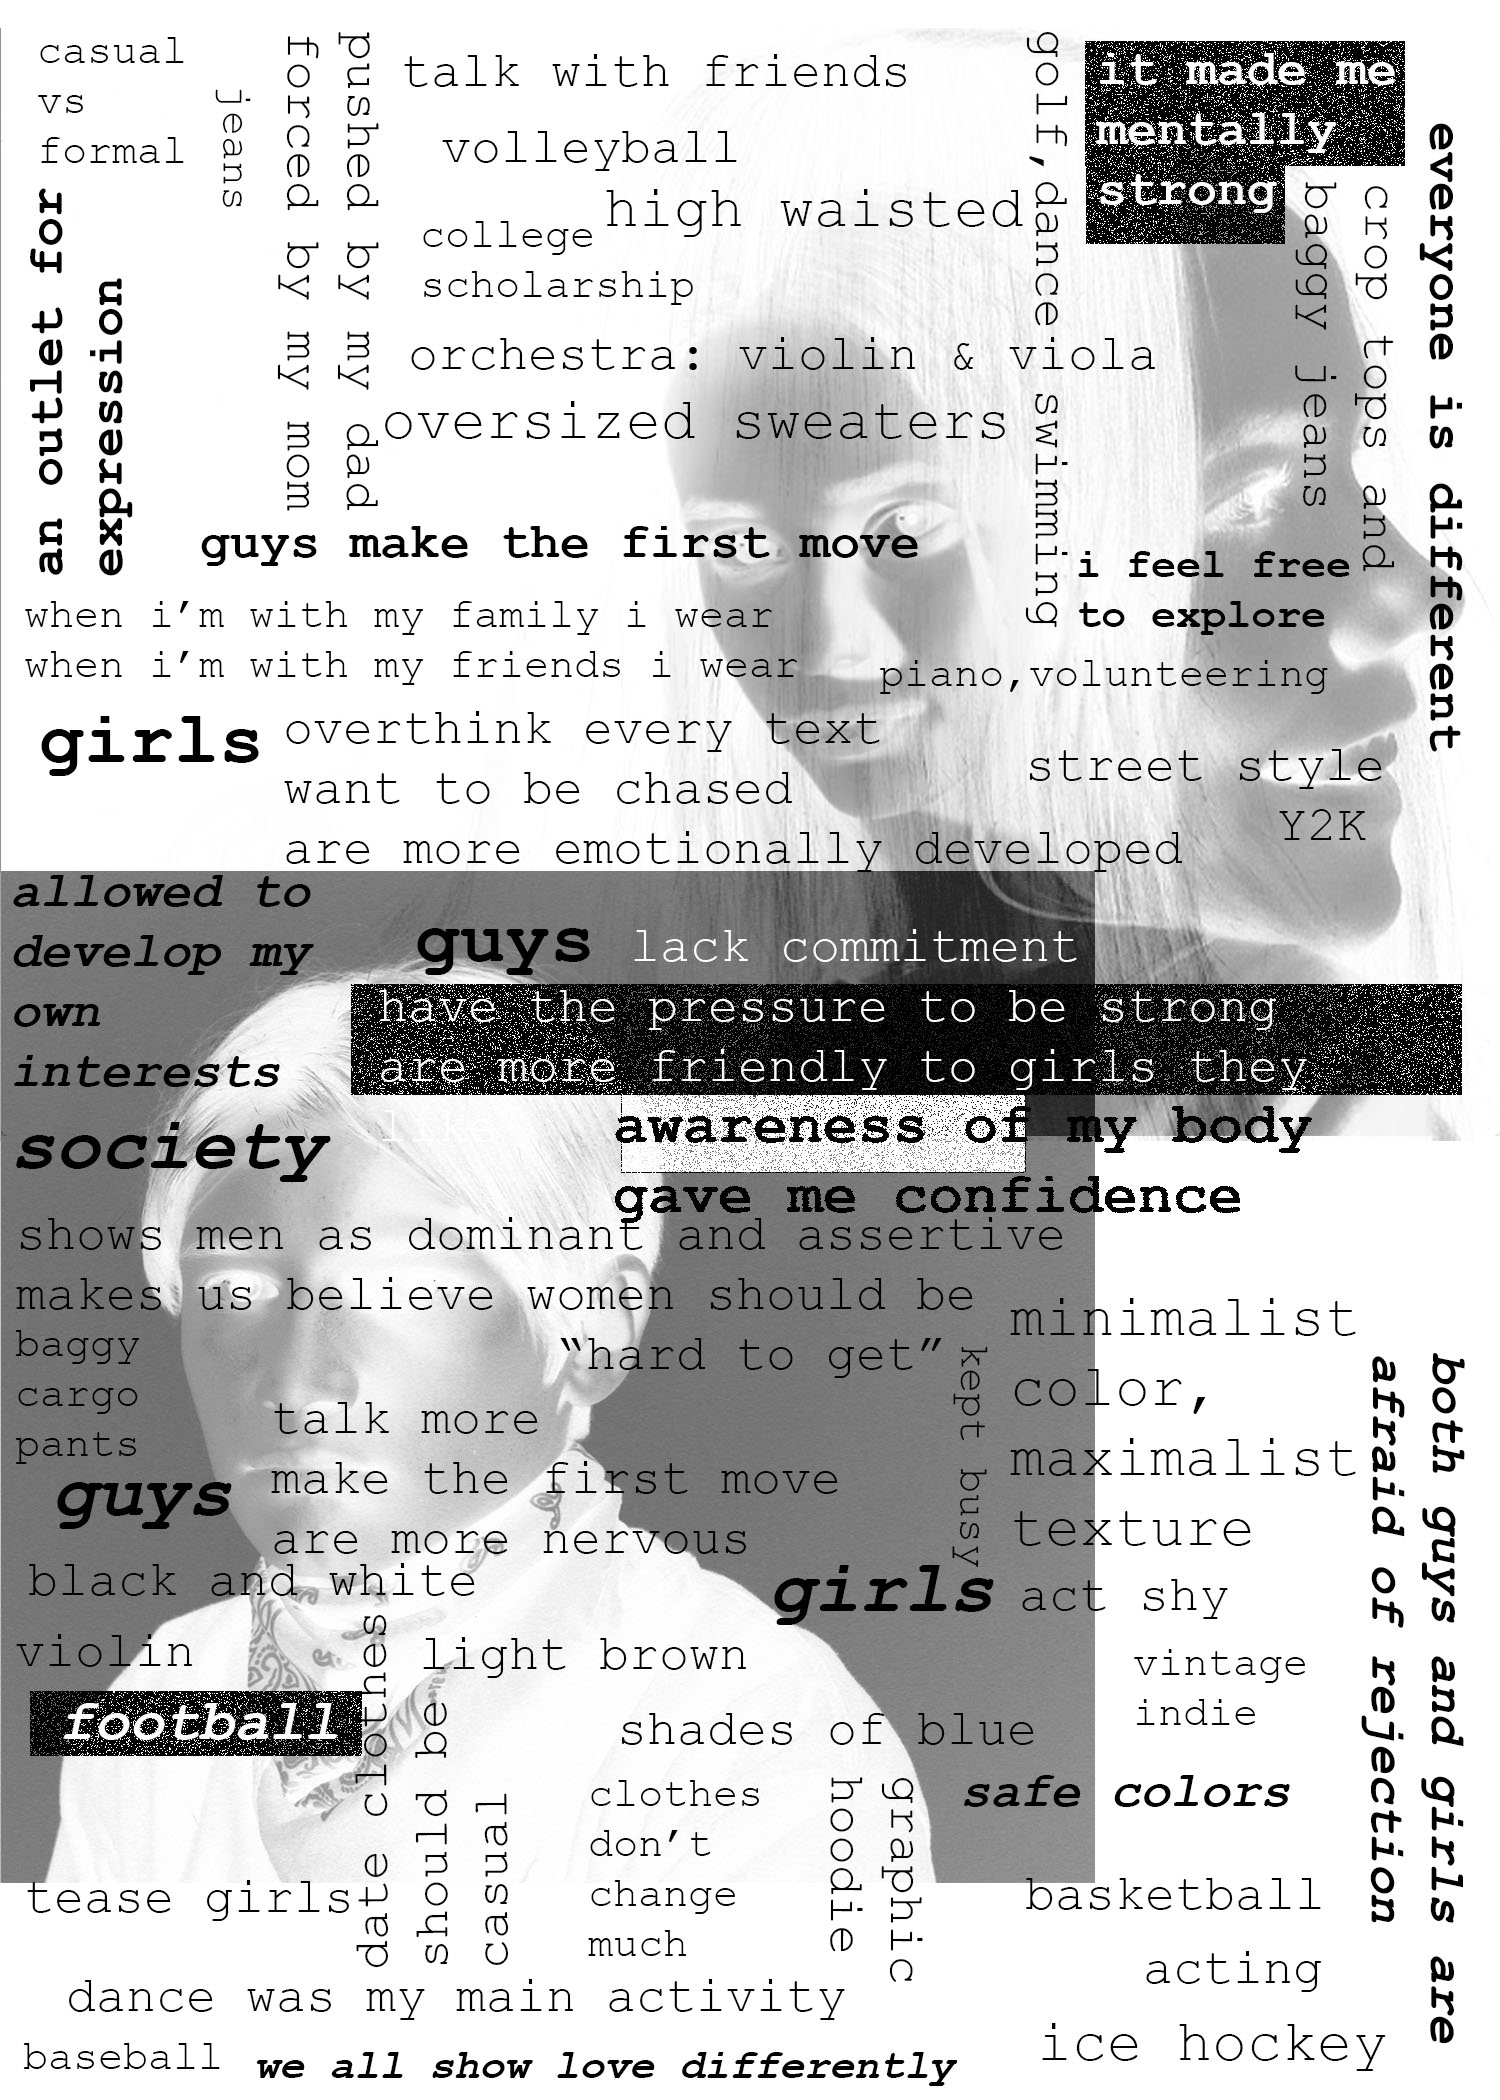 casual
vs
formal
jeans
forced by my mom
pushed by my dad
talk with friends
volleyball
high waisted
college
scholarship
orchestra: violin & viola
oversized sweaters
golf, dance swimming
it made me
mentally
strong
baggy jeans
crop tops and
everyone is different
an outlet for
expression
guys make the first move
i feel free
to explore
when i’m with my family i wear
when i’m with my friends i wear
piano, volunteering
girls
overthink every text
want to be chased
are more emotionally developed
street style
Y2K
allowed to
develop my
own
interests
guys
lack commitment
have the pressure to be strong
are more friendly to girls they
society
awareness of my body
gave me confidence
shows men as dominant and assertive
makes us believe women should be
“hard to get”
baggy
cargo
pants
guys
talk more
make the first move
are more nervous
kept busy
minimalist
color,
maximalist
texture
girls
act shy
both guys and girls are
afraid of rejection
black and white
violin
light brown
vintage
indie
football
date clothes
should be
casual
shades of blue
clothes
don’t
change
much
graphic
hoodie
safe colors
tease girls
basketball
acting
dance was my main activity
ice hockey
baseball
we all show love differently